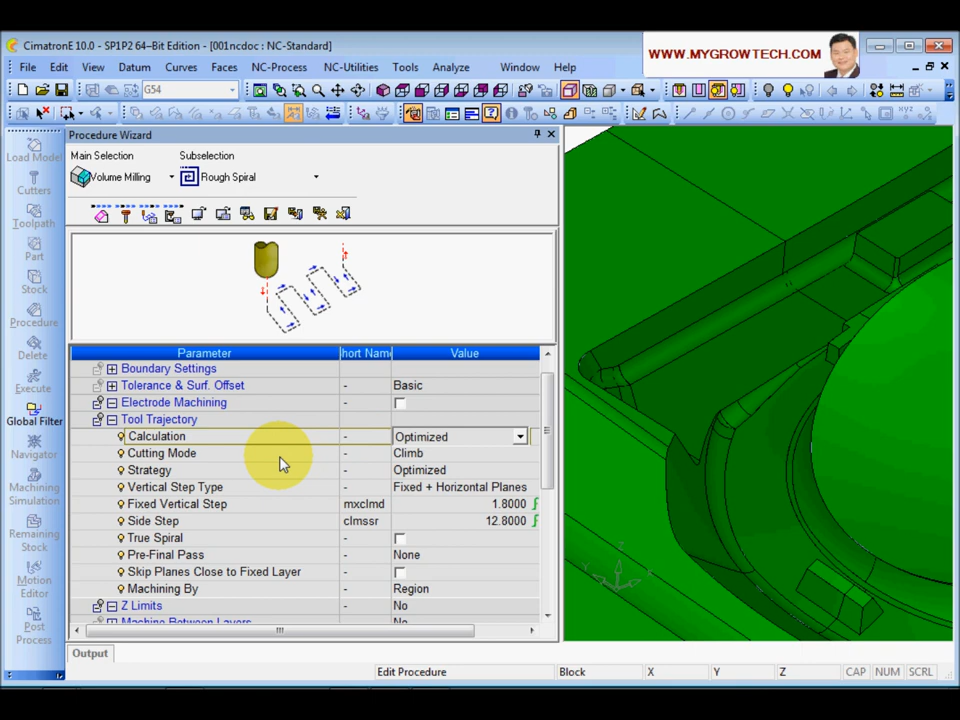 CimatronE 10.0 - SP1P2 64–Bit Edition - [001ncdoc : NC-Standard]
WWW.MYGROWTECH.COM
File Edit View Datum Curves Faces NC-Process NC-Utilities Tools Analyze Window Help
G54
Procedure Wizard
Main Selection Subselection
Volume Milling Rough Spiral
Load Model
Cutters
Toolpath
Part
Stock
Procedure
Delete
Execute
Global Filter
Navigator
Machining
Simulation
Remaining
Stock
Motion
Editor
Post
Process
Parameter hort Name Value
Boundary Settings
Tolerance & Surf. Offset - Basic
Electrode Machining -
Tool Trajectory
Calculation - Optimized
Cutting Mode - Climb
Strategy - Optimized
Vertical Step Type - Fixed + Horizontal Planes
Fixed Vertical Step mxclmd 1.8000 f
Side Step clmssr 12.8000 f
True Spiral -
Pre-Final Pass - None
Skip Planes Close to Fixed Layer -
Machining By - Region
Z Limits - No
Machine Between Layers - No
Output
Edit Procedure Block X Y Z CAP NUM SCRL